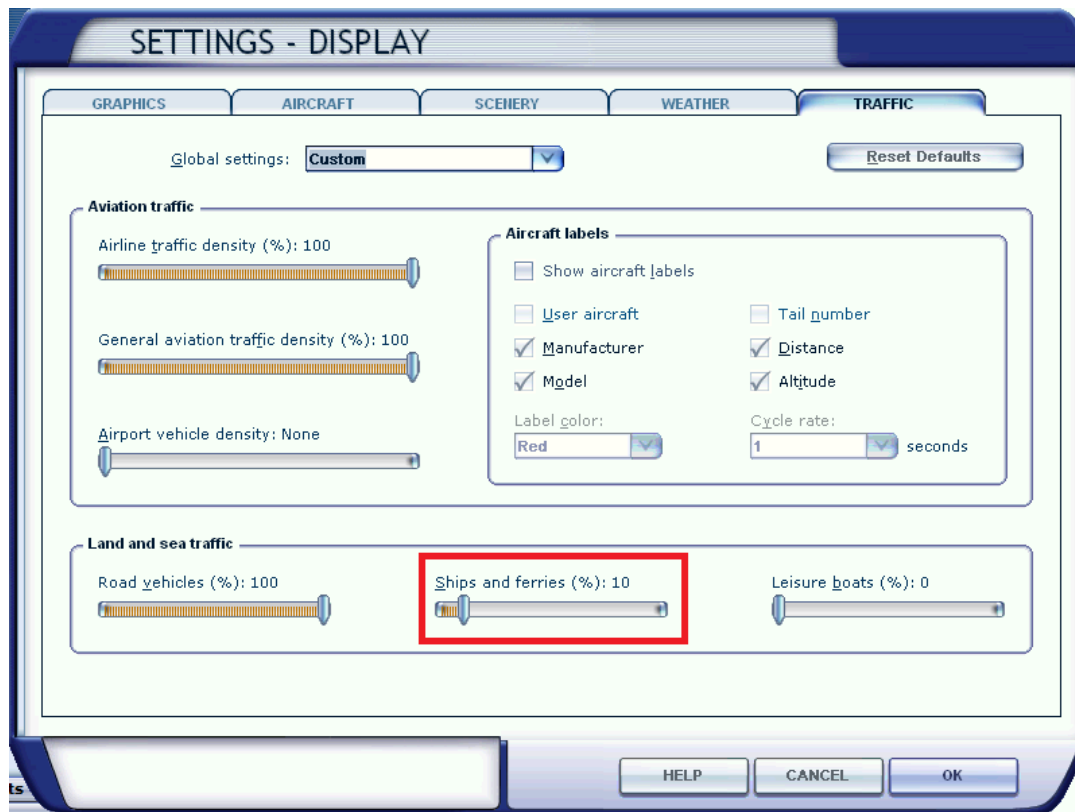 SETTINGS - DISPLAY
GRAPHICS AIRCRAFT SCENERY WEATHER TRAFFIC
Global settings: Custom Reset Defaults
Aviation traffic
Airline traffic density (%): 100
General aviation traffic density (%): 100
Airport vehicle density: None
Aircraft labels
Show aircraft labels
User aircraft Tail number
Manufacturer Distance
Model Altitude
Label color: Cycle rate:
Red 1 seconds
Land and sea traffic
Road vehicles (%): 100 Ships and ferries (%): 10 Leisure boats (%): 0
HELP CANCEL OK
ts